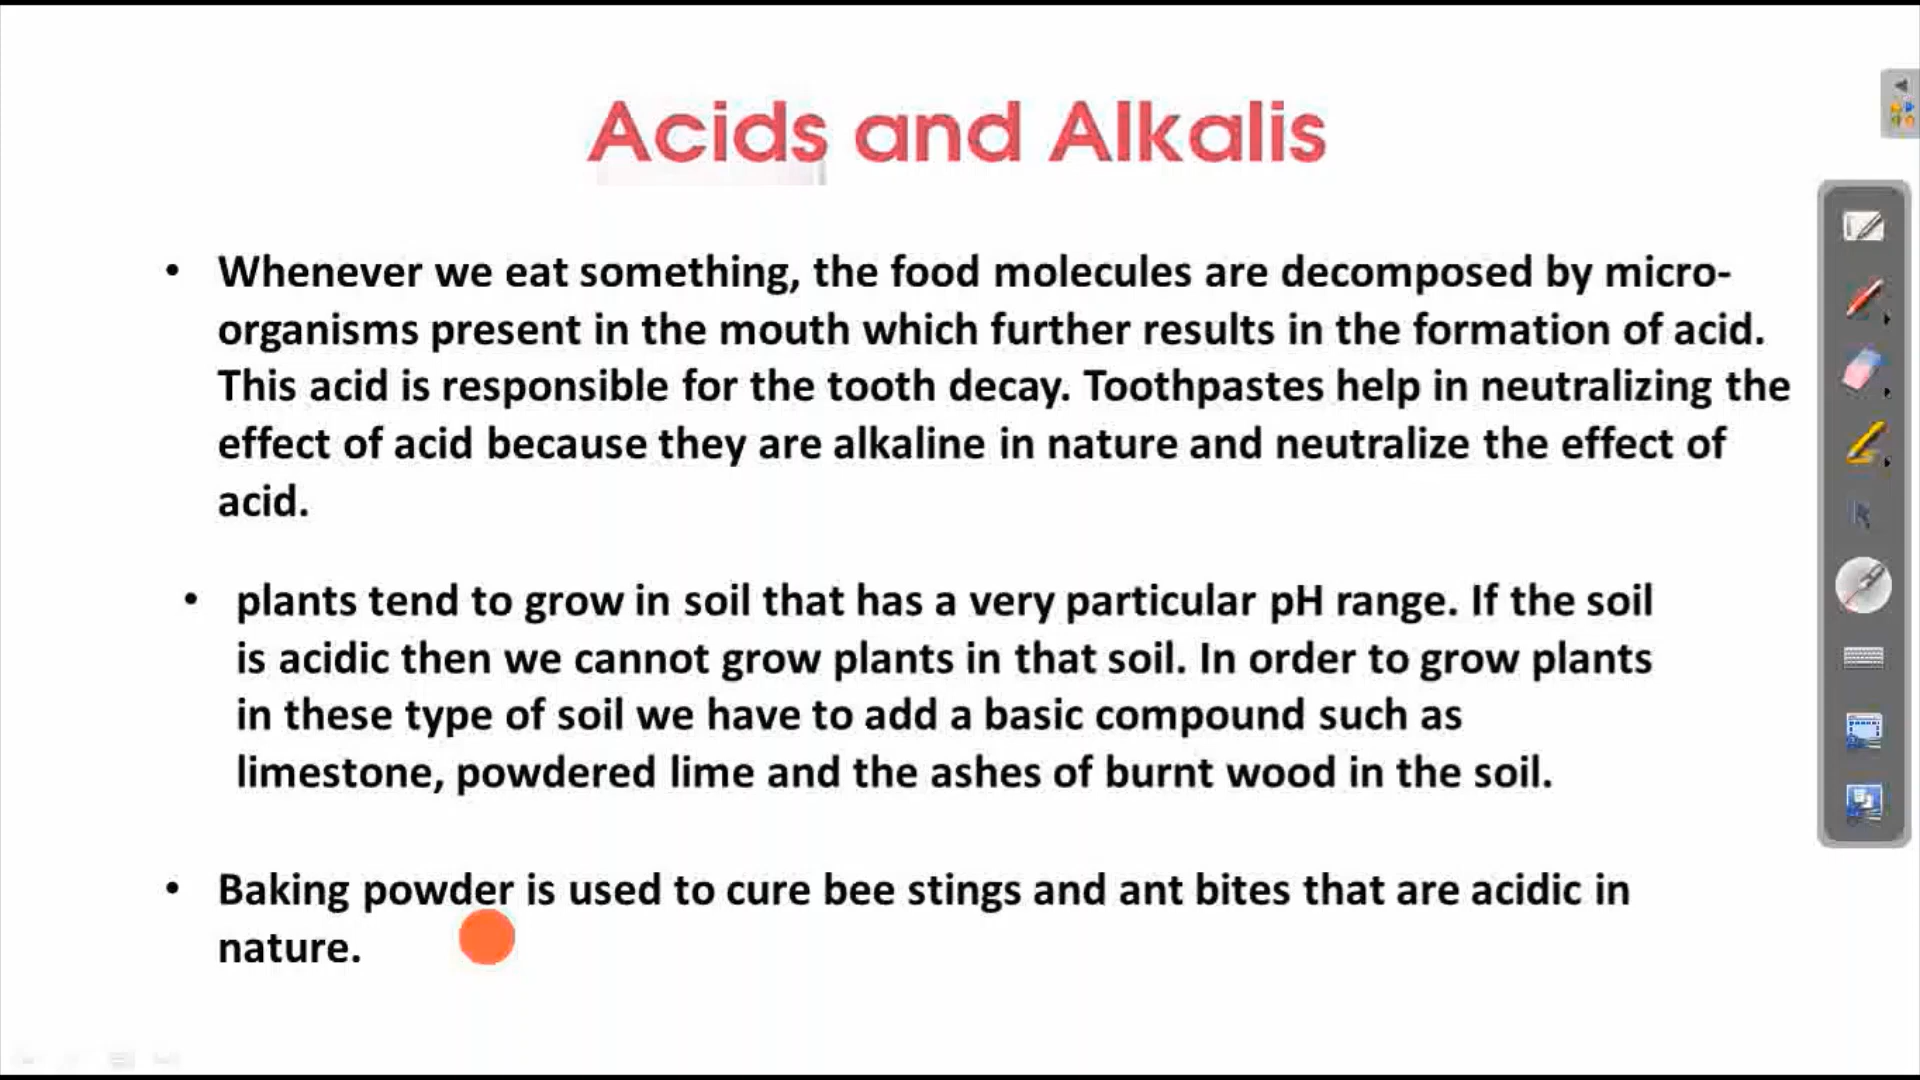 Acids and Alkalis
• Whenever we eat something, the food molecules are decomposed by micro-
organisms present in the mouth which further results in the formation of acid.
This acid is responsible for the tooth decay. Toothpastes help in neutralizing the
effect of acid because they are alkaline in nature and neutralize the effect of
acid.
• plants tend to grow in soil that has a very particular pH range. If the soil
is acidic then we cannot grow plants in that soil. In order to grow plants
in these type of soil we have to add a basic compound such as
limestone, powdered lime and the ashes of burnt wood in the soil.
• Baking powder is used to cure bee stings and ant bites that are acidic in
nature.